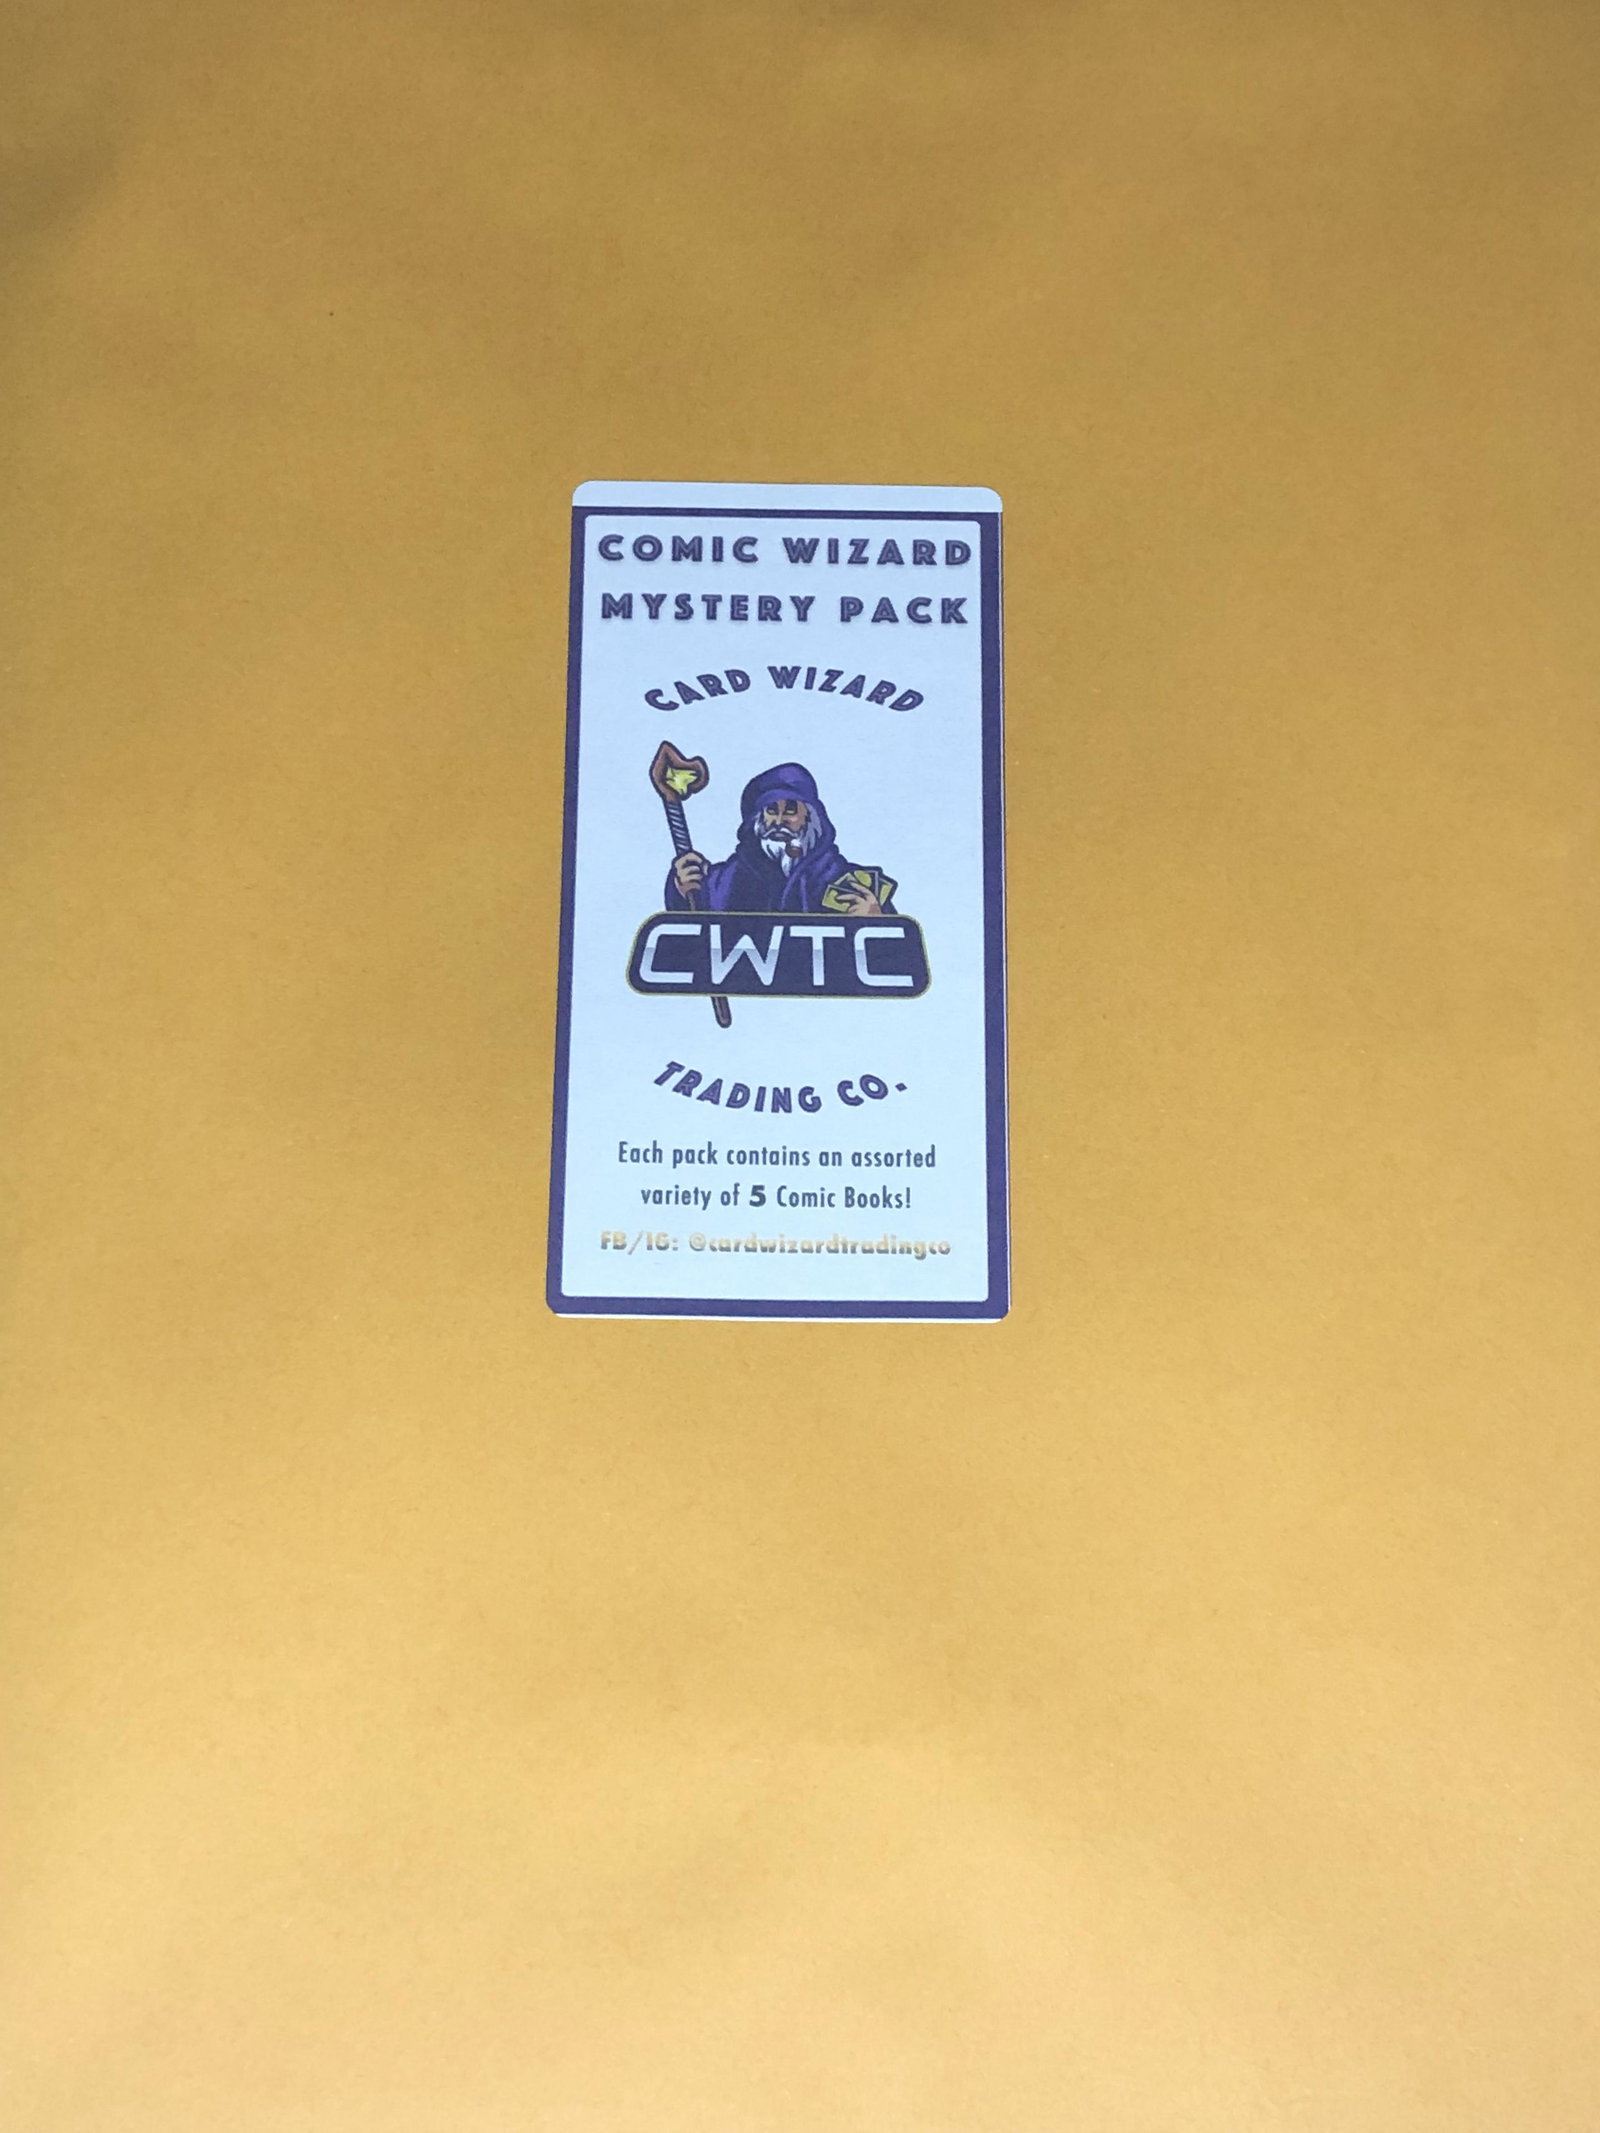 COMIC WIZARD
MYSTERY PACK
CARD WIZARD
CWTC
TRADING CO.
Each pack contains an assorted
variety of 5 Comic Books!
FB/IG: @cardwizardtradingco